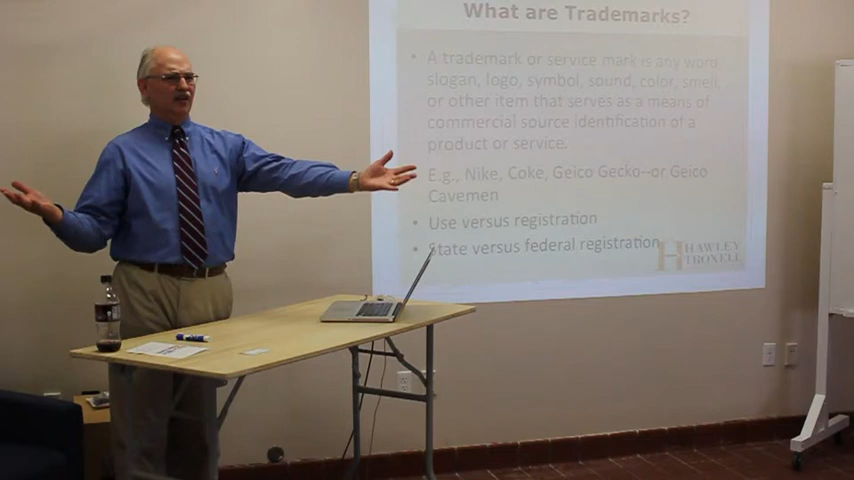 What are Trademarks?
• A trademark or service mark is any word
slogan, logo, symbol, sound, color, smell,
or other item that serves as a means of
commercial source identification of a
product or service.
E.g., Nike, Coke, Geico Gecko--or Geico
Cavemen
• Use versus registration
• State versus federal registration
H HAWLEY
TROXELL